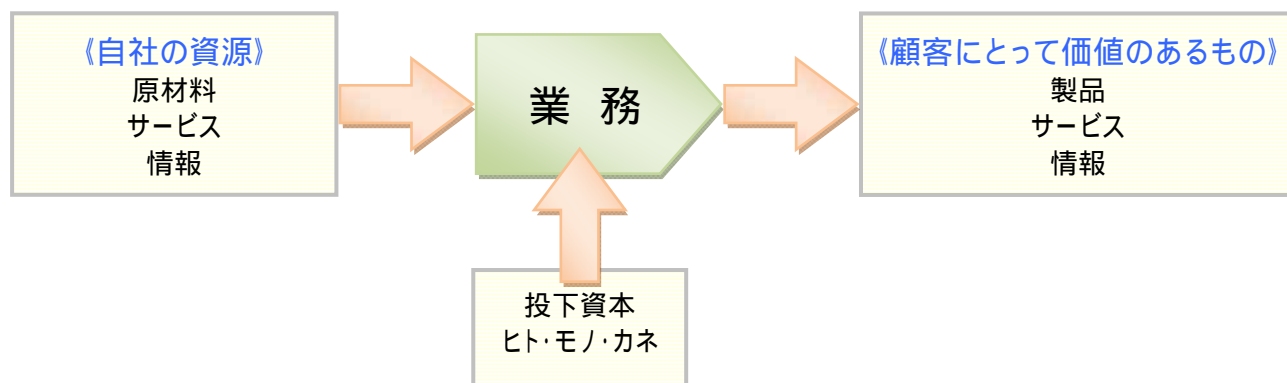 《自社の資源》
原材料
サービス
情報
業 務
《顧客にとって価値のあるもの》
製品
サービス
情報
投下資本
ヒト・モノ・カネ